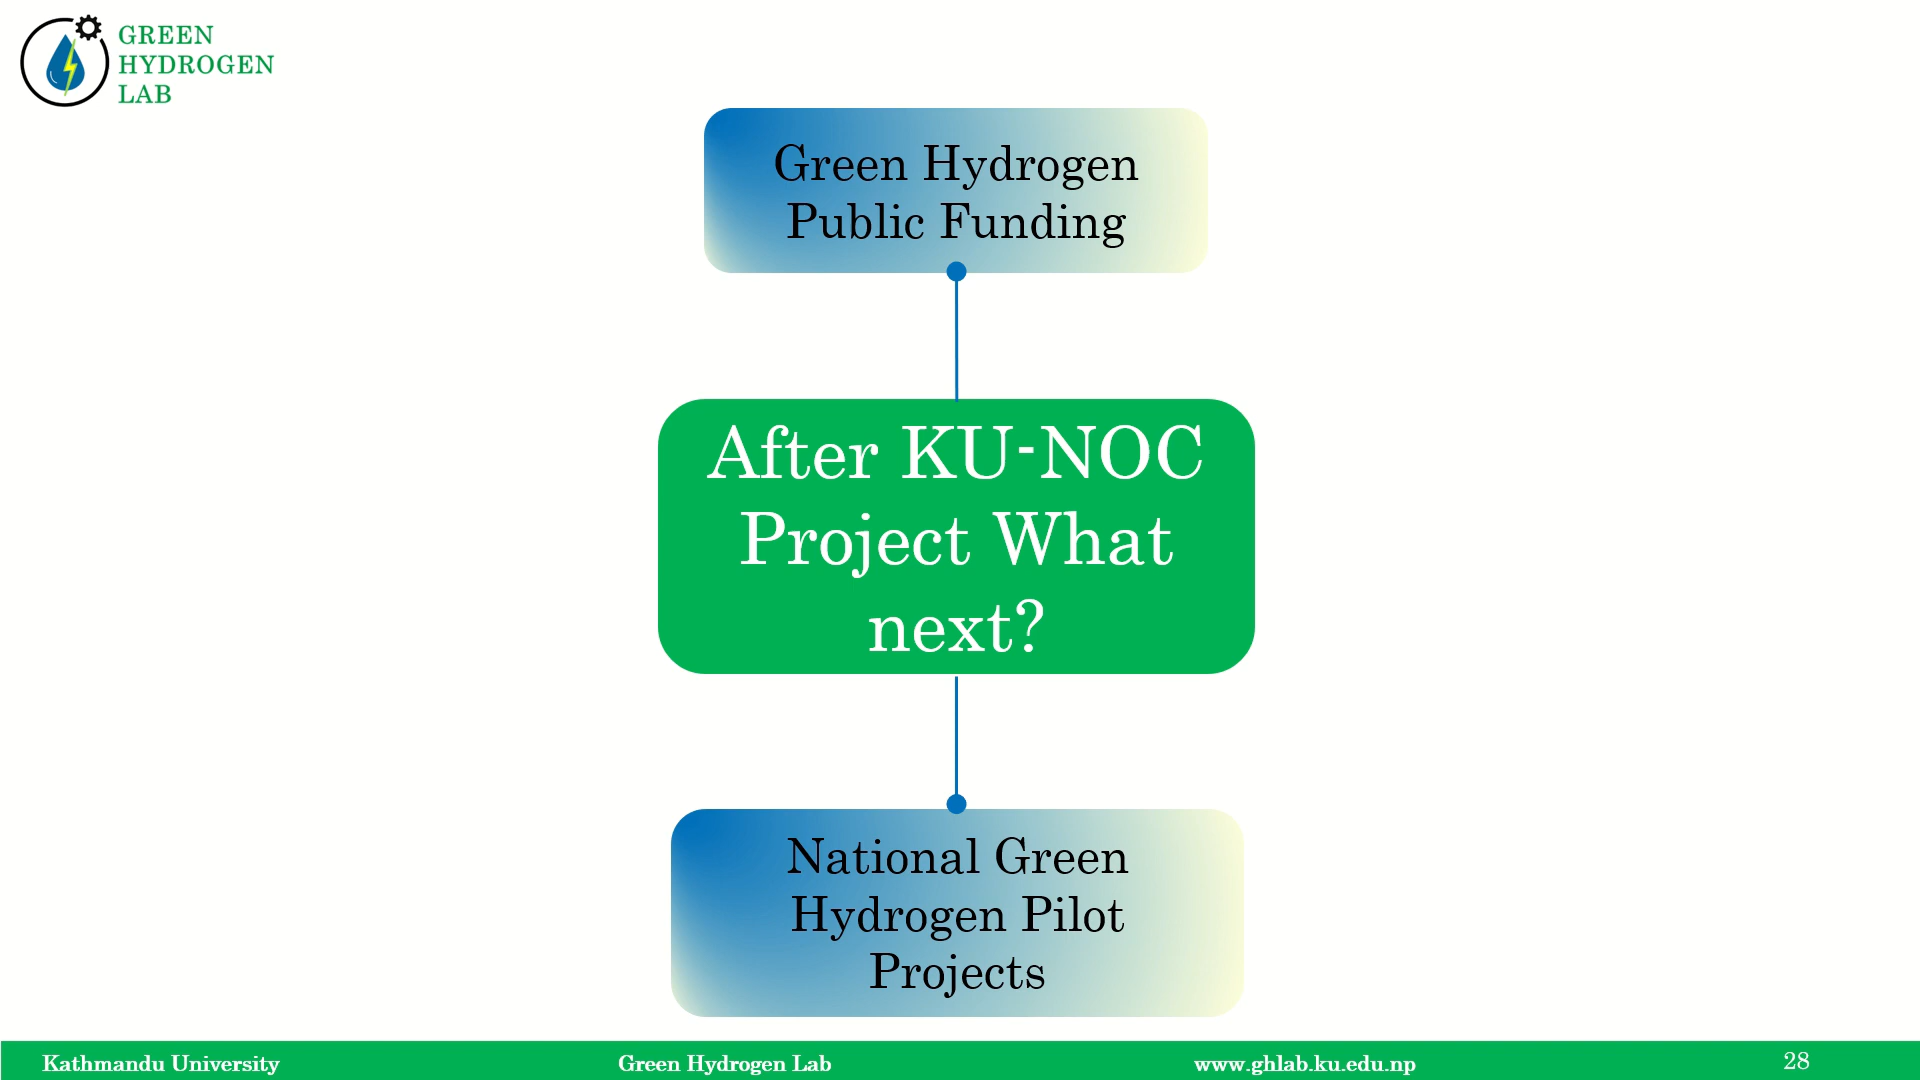 GREEN
HYDROGEN
LAB
Green Hydrogen
Public Funding
After KU-NOC
Project What
next?
National Green
Hydrogen Pilot
Projects
Kathmandu University
Green Hydrogen Lab
www.ghlab.ku.edu.np
28